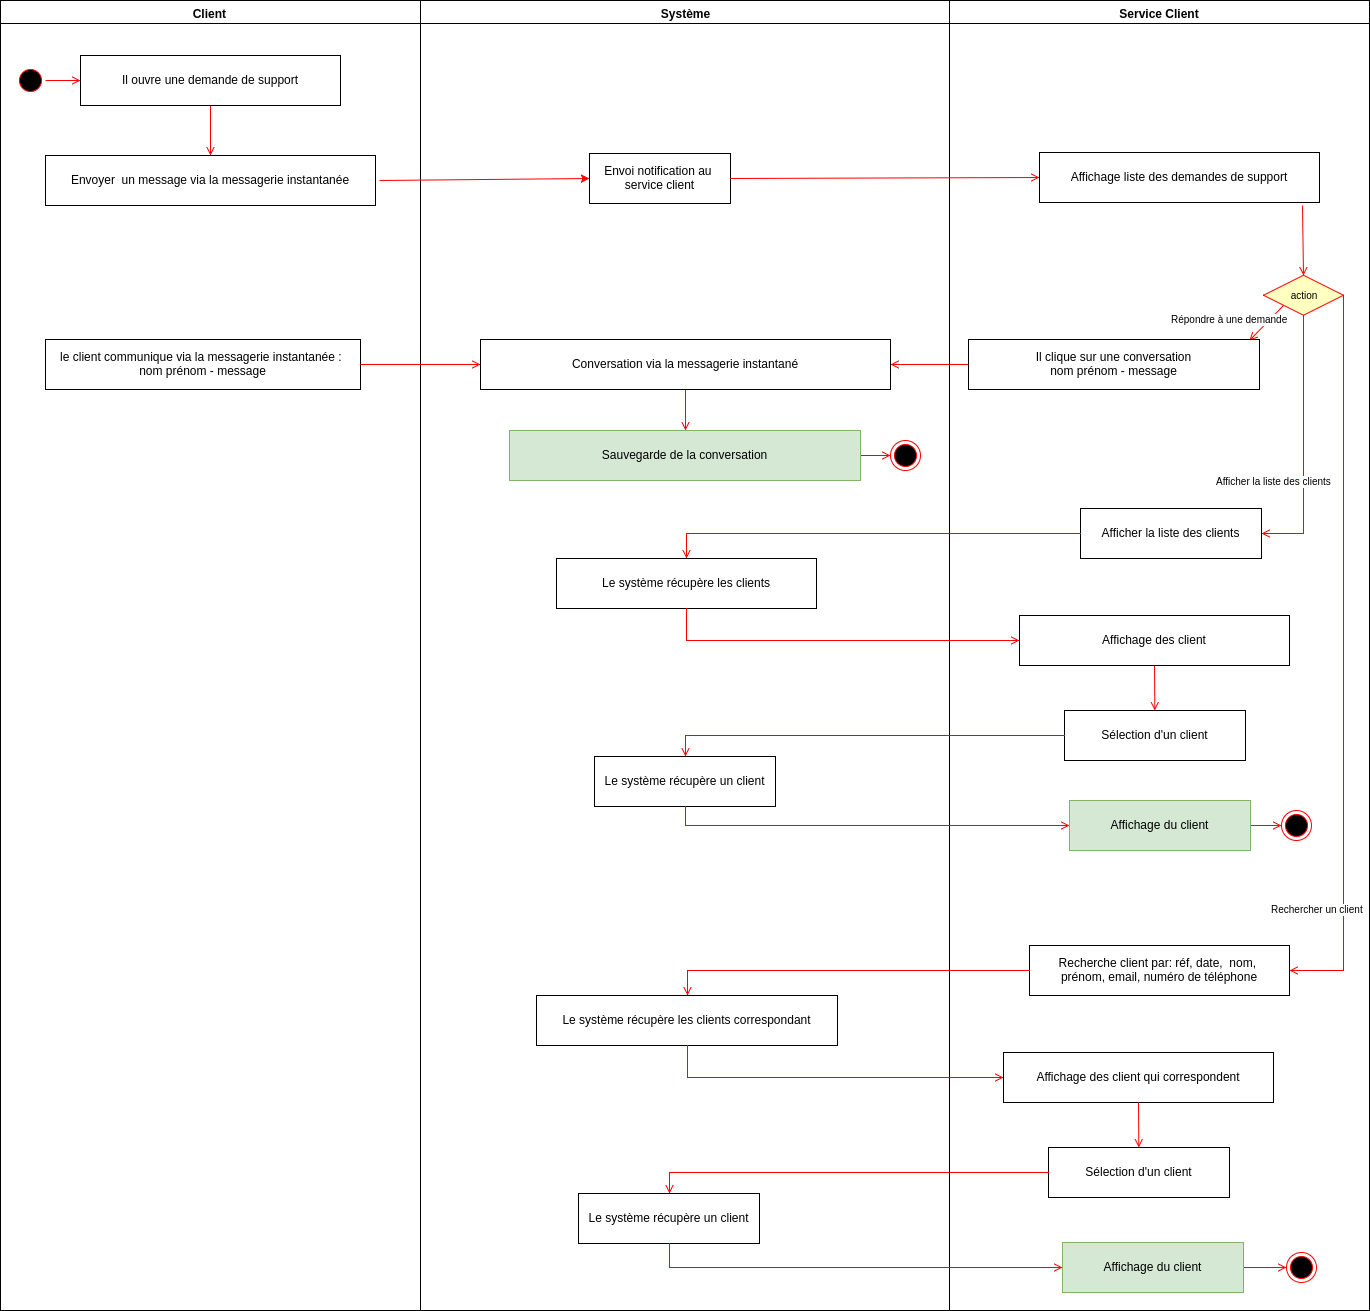 Client
Système
Service Client
Il ouvre une demande de support
Envoyer  un message via la messagerie instantanée
Envoi notification au
service client
Affichage liste des demandes de support
action
Répondre à une demande
le client communique via la messagerie instantanée :
nom prénom - message
Conversation via la messagerie instantané
Il clique sur une conversation
nom prénom - message
Sauvegarde de la conversation
Afficher la liste des clients
Afficher la liste des clients
Le système récupère les clients
Affichage des client
Sélection d'un client
Le système récupère un client
Affichage du client
Rechercher un client
Recherche client par: réf, date,  nom,
prénom, email, numéro de téléphone
Le système récupère les clients correspondant
Affichage des client qui correspondent
Sélection d'un client
Le système récupère un client
Affichage du client